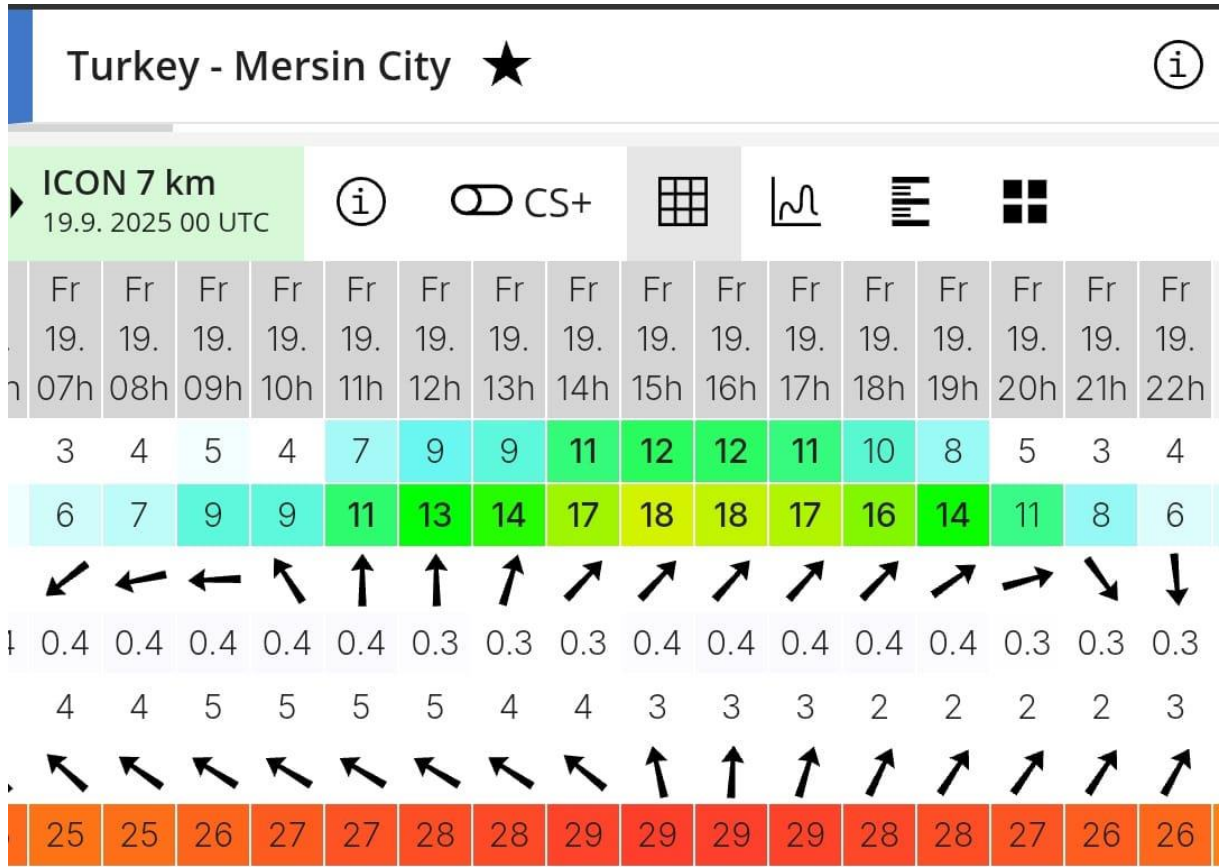 Turkey - Mersin City
ICON 7 km
19.9. 2025 00 UTC
CS+
Fr Fr Fr Fr Fr Fr Fr Fr Fr Fr Fr Fr Fr Fr Fr Fr
19. 19. 19. 19. 19. 19. 19. 19. 19. 19. 19. 19. 19. 19. 19. 19.
07h 08h 09h 10h 11h 12h 13h 14h 15h 16h 17h 18h 19h 20h 21h 22h
3 4 5 4 7 9 9 11 12 12 11 10 8 5 3 4
6 7 9 9 11 13 14 17 18 18 17 16 14 11 8 6
0.4 0.4 0.4 0.4 0.4 0.3 0.3 0.3 0.4 0.4 0.4 0.4 0.4 0.3 0.3 0.3
4 4 5 5 5 5 4 4 3 3 3 2 2 2 2 3
25 25 26 27 27 28 28 29 29 29 29 28 28 27 26 26